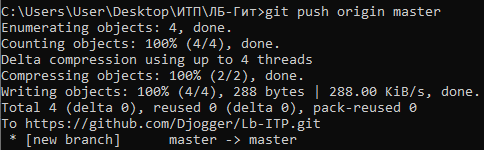 C:\Users\User\Desktop\ИТП\ЛБ-Гит>git push origin master
Enumerating objects: 4, done.
Counting objects: 100% (4/4), done.
Delta compression using up to 4 threads
Compressing objects: 100% (2/2), done.
Writing objects: 100% (4/4), 288 bytes | 288.00 KiB/s, done.
Total 4 (delta 0), reused 0 (delta 0), pack-reused 0
To https://github.com/Djogger/Lb-ITP.git
 * [new branch]      master -> master